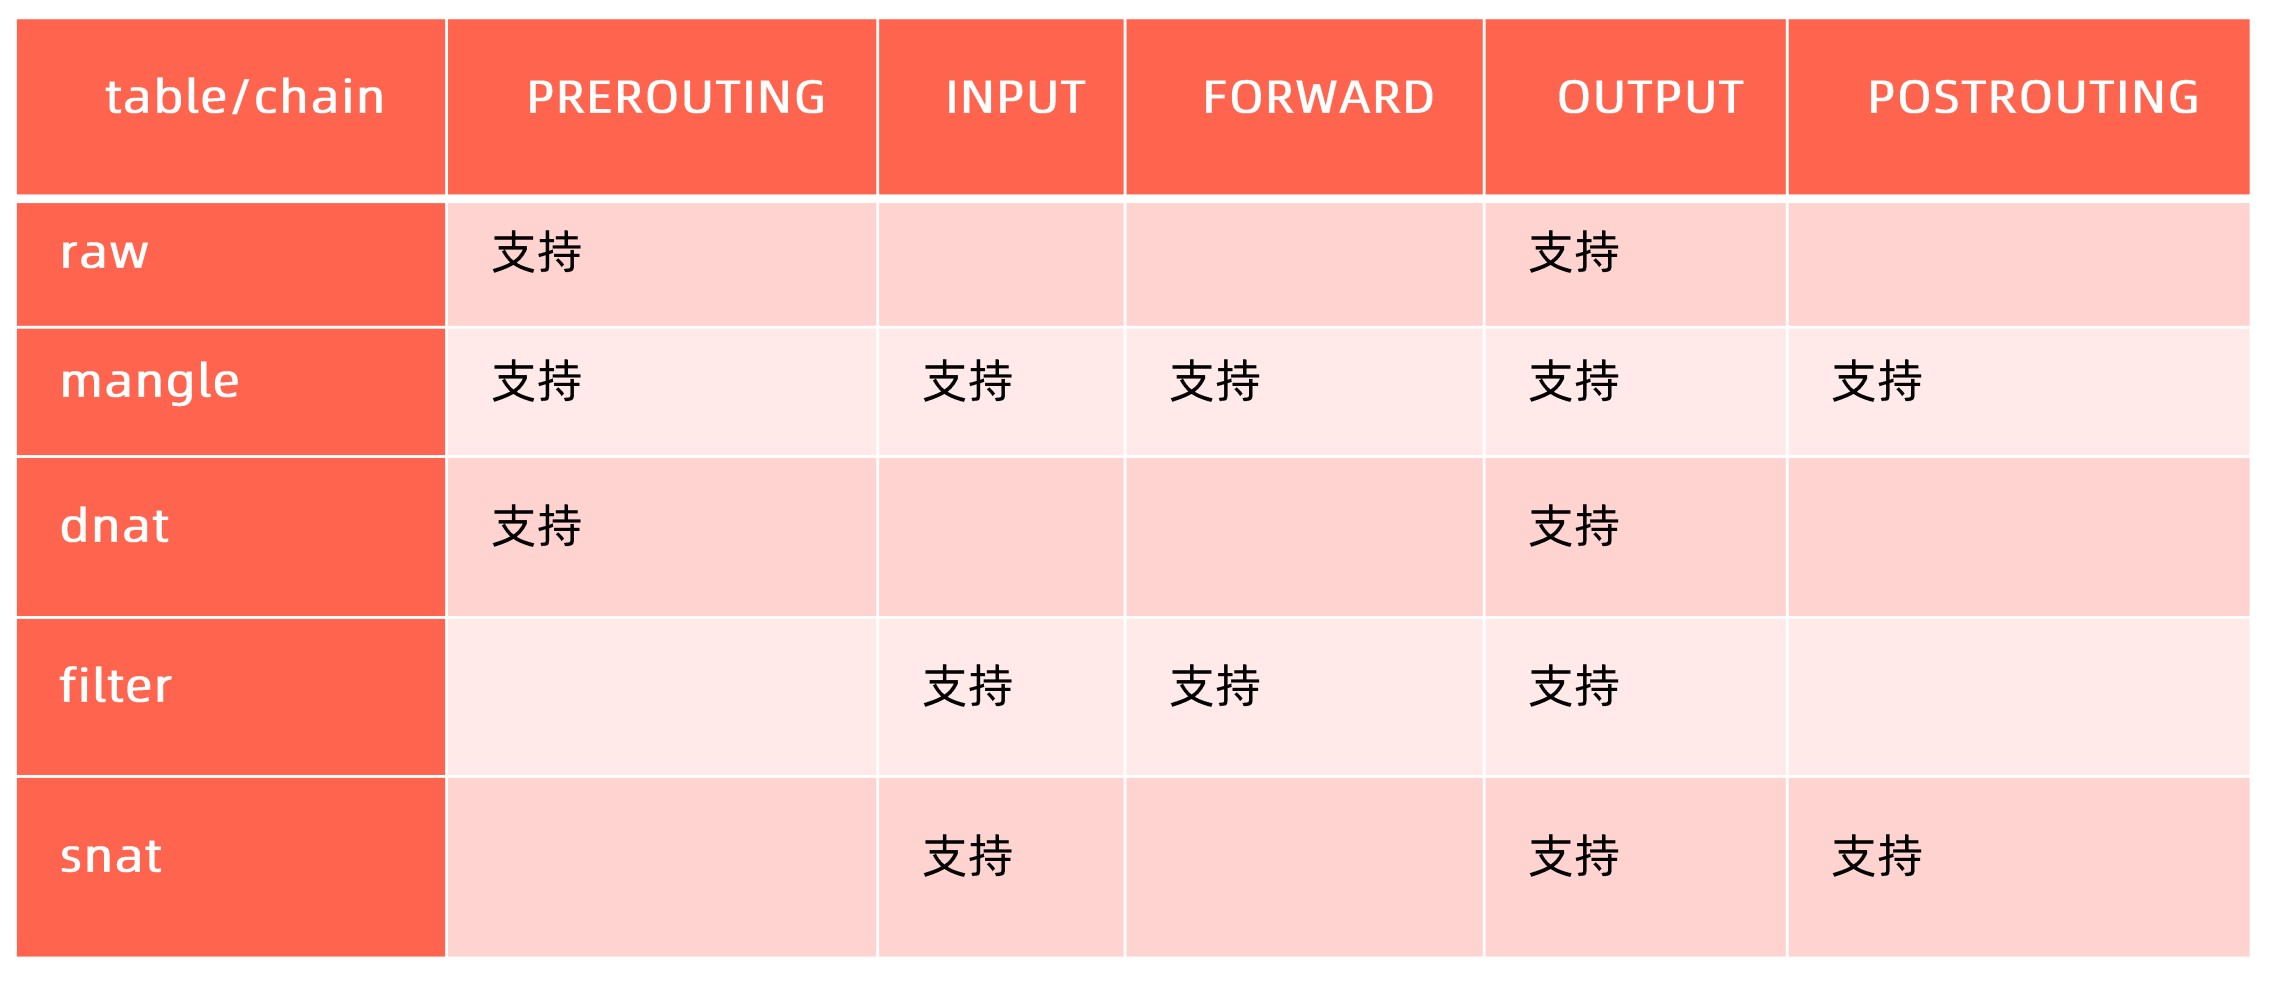 table/chain PREROUTING INPUT FORWARD OUTPUT POSTROUTING
raw 支持 支持
mangle 支持 支持 支持 支持 支持
dnat 支持 支持
filter 支持 支持 支持
snat 支持 支持 支持